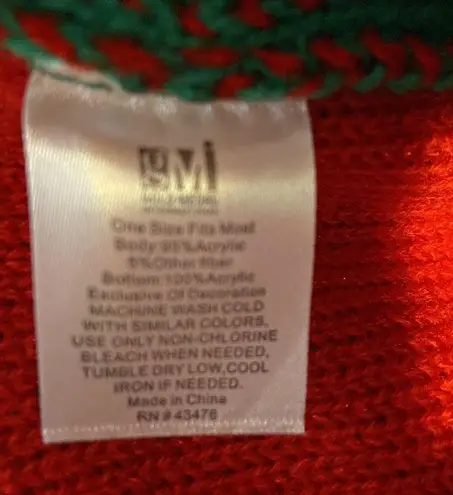 gMi
One Size Fits Most
Body:95%Acrylic
5%Other fiber
Bottom:100%Acrylic
Exclusive Of Decoration
MACHINE WASH COLD
WITH SIMILAR COLORS,
USE ONLY NON-CHLORINE
BLEACH WHEN NEEDED,
TUMBLE DRY LOW,COOL
IRON IF NEEDED.
Made in China
RN # 43476